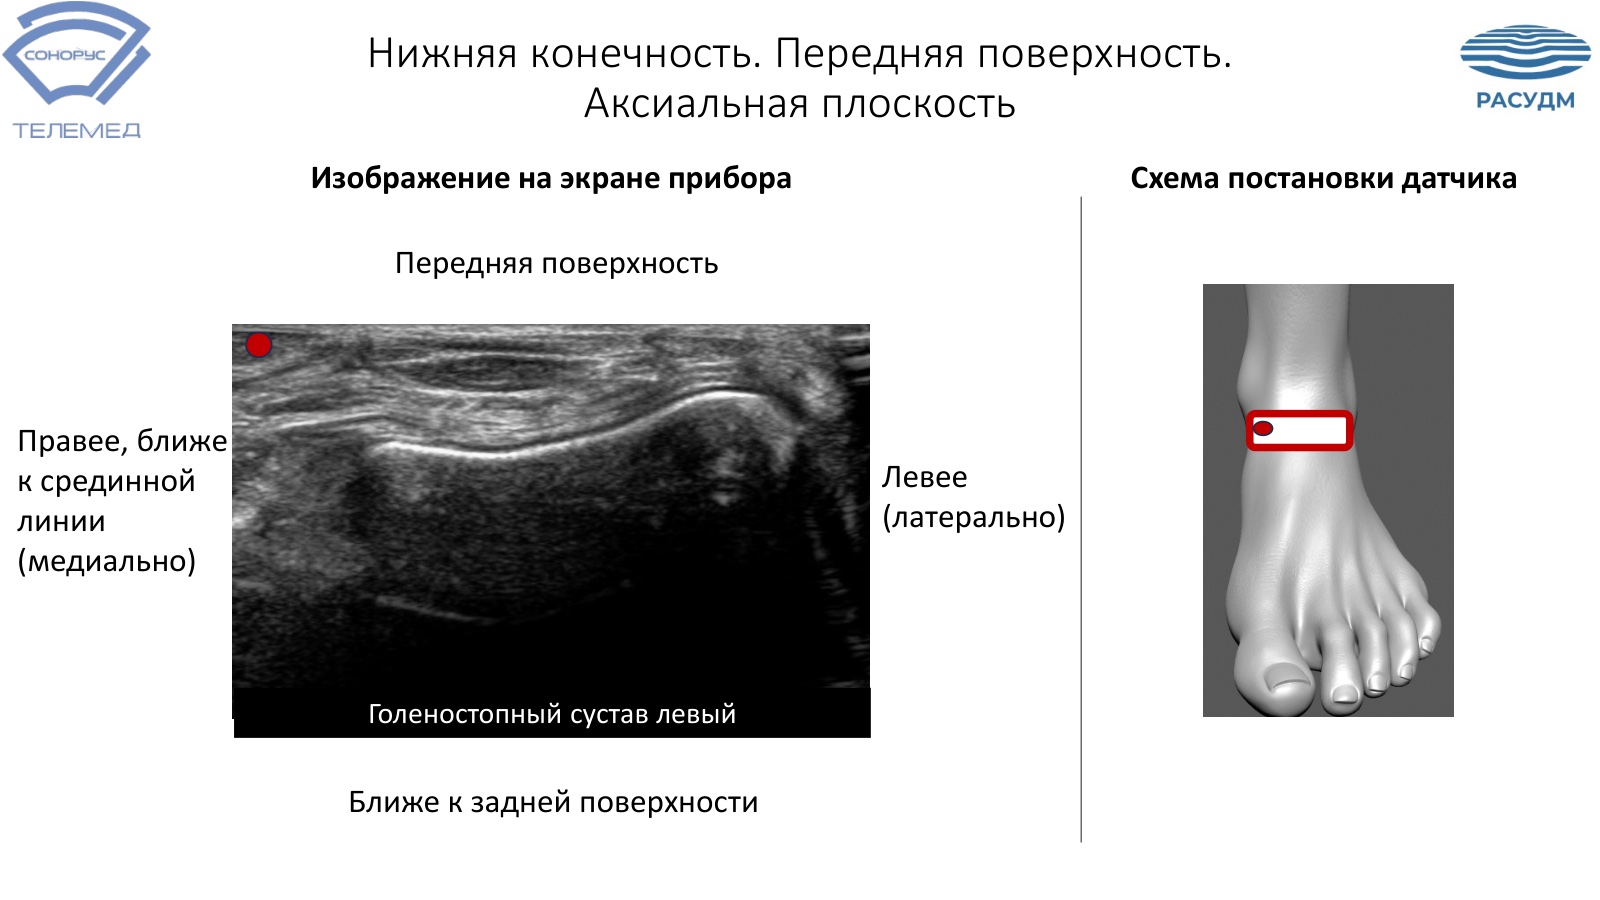 СОНОРУС
ТЕЛЕМЕД
Нижняя конечность. Передняя поверхность.
Аксиальная плоскость
РАСУДМ
Изображение на экране прибора
Схема постановки датчика
Передняя поверхность
Правее, ближе
к срединной
линии
(медиально)
Левее
(латерально)
Голеностопный сустав левый
Ближе к задней поверхности